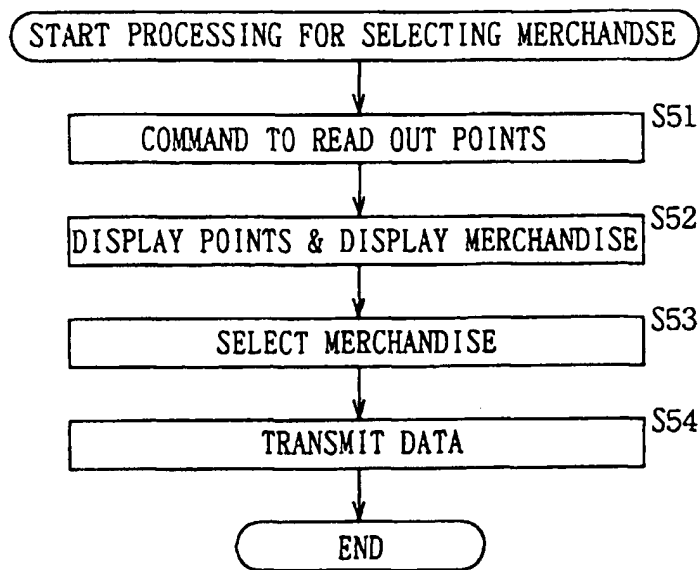 START PROCESSING FOR SELECTING MERCHANDSE
S51
COMMAND TO READ OUT POINTS
S52
DISPLAY POINTS & DISPLAY MERCHANDISE
S53
SELECT MERCHANDISE
S54
TRANSMIT DATA
END